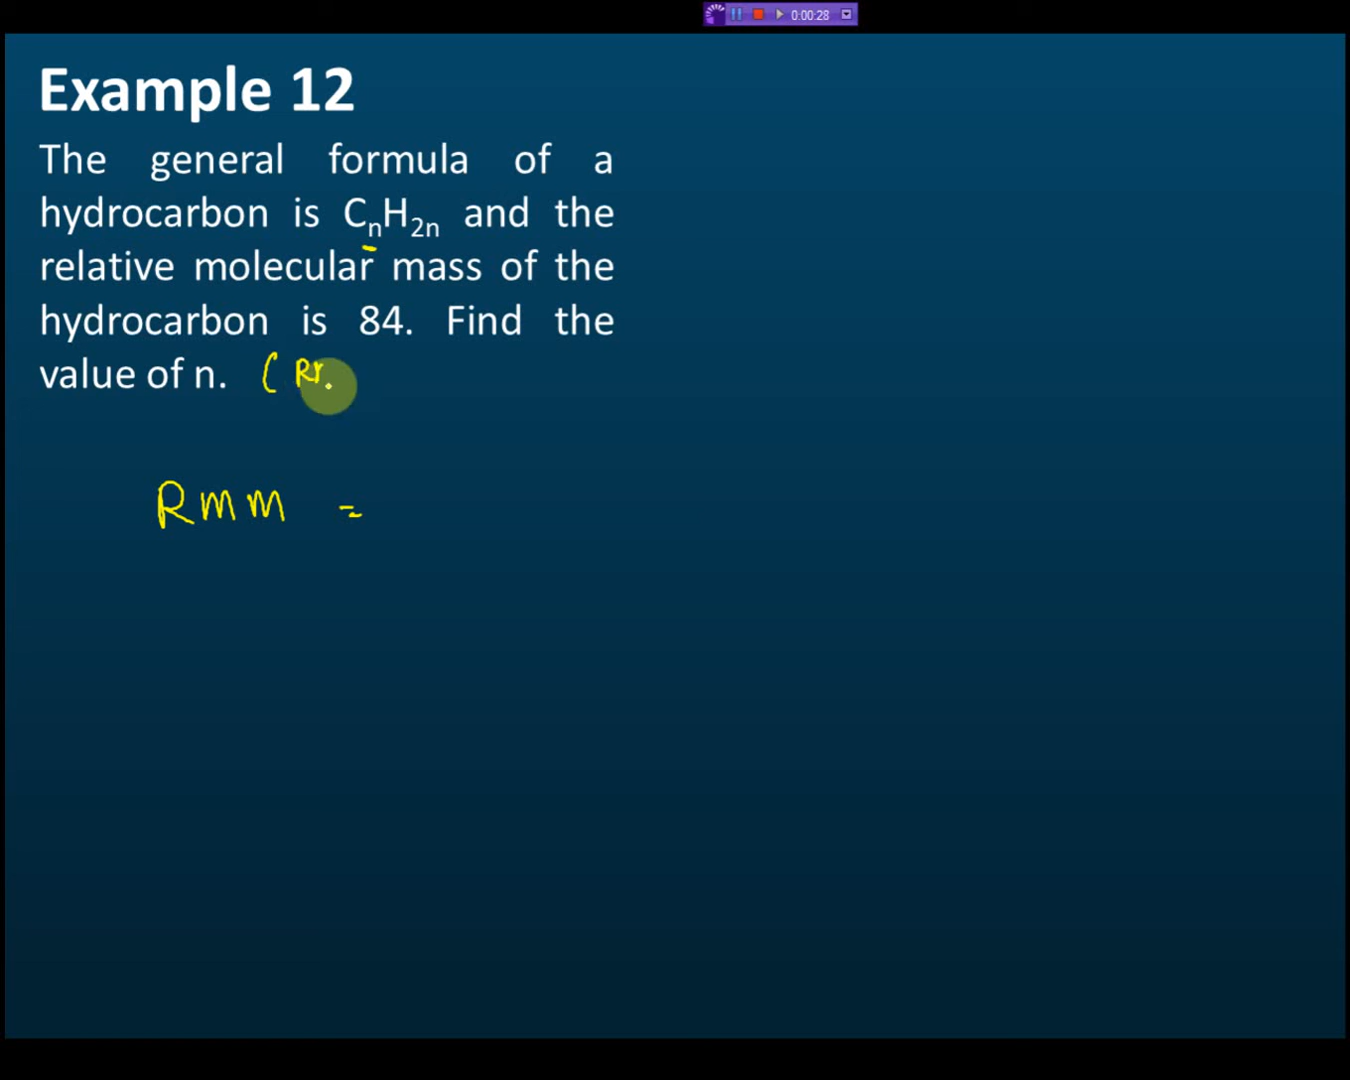 0:00:28
Example 12
The general formula of a
hydrocarbon is CₙH₂ₙ and the
relative molecular mass of the
hydrocarbon is 84. Find the
value of n. (
Rmm =